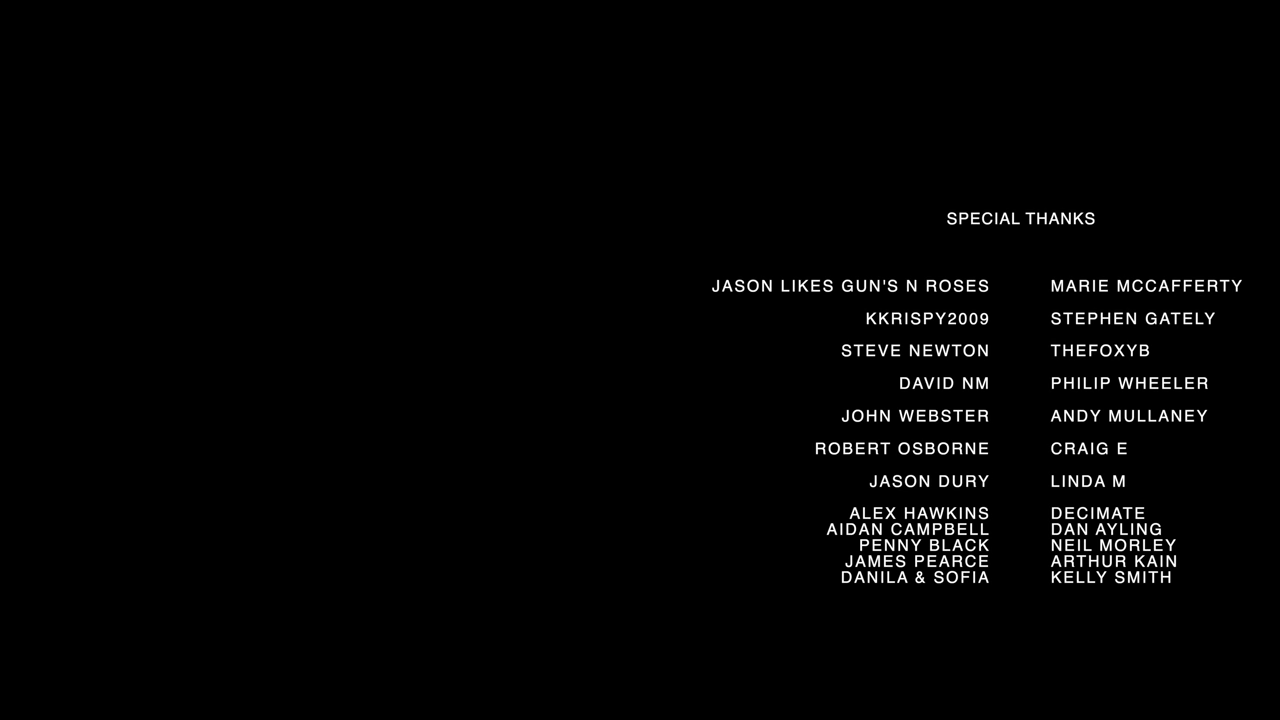 SPECIAL THANKS
JASON LIKES GUN'S N ROSES MARIE MCCAFFERTY
KKRISPY2009 STEPHEN GATELY
STEVE NEWTON THEFOXYB
DAVID NM PHILIP WHEELER
JOHN WEBSTER ANDY MULLANEY
ROBERT OSBORNE CRAIG E
JASON DURY LINDA M
ALEX HAWKINS DECIMATE
AIDAN CAMPBELL DAN AYLING
PENNY BLACK NEIL MORLEY
JAMES PEARCE ARTHUR KAIN
DANILA & SOFIA KELLY SMITH